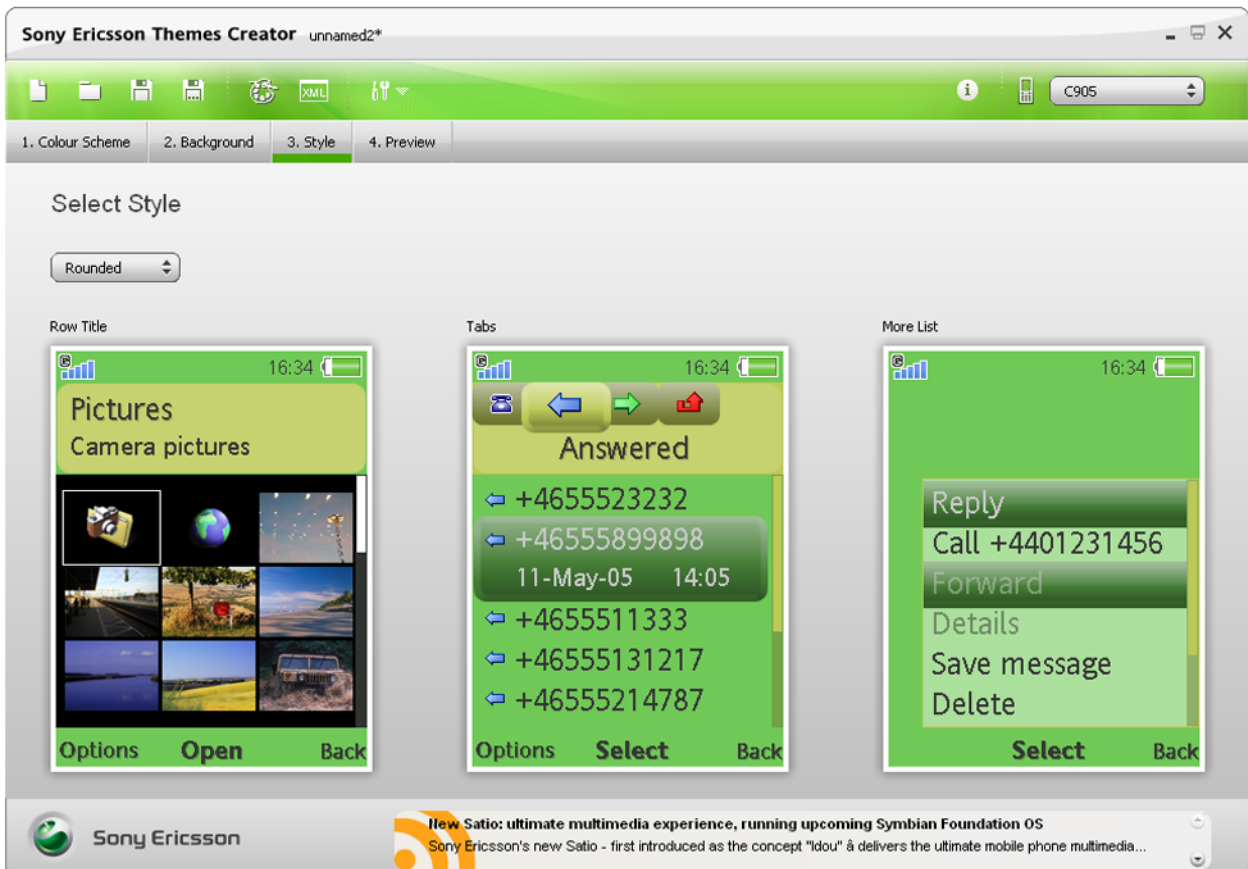 Sony Ericsson Themes Creator unnamed2*
XML
C905
1. Colour Scheme 2. Background 3. Style 4. Preview
Select Style
Rounded
Row Title
16:34
Pictures
Camera pictures
Options Open Back
Tabs
16:34
Answered
+4655523232
+46555899898
11-May-05 14:05
+4655511333
+46555131217
+46555214787
Options Select Back
More List
16:34
Reply
Call +4401231456
Forward
Details
Save message
Delete
Select Back
Sony Ericsson
New Satio: ultimate multimedia experience, running upcoming Symbian Foundation OS
Sony Ericsson's new Satio - first introduced as the concept "Idou" â delivers the ultimate mobile phone multimedia...